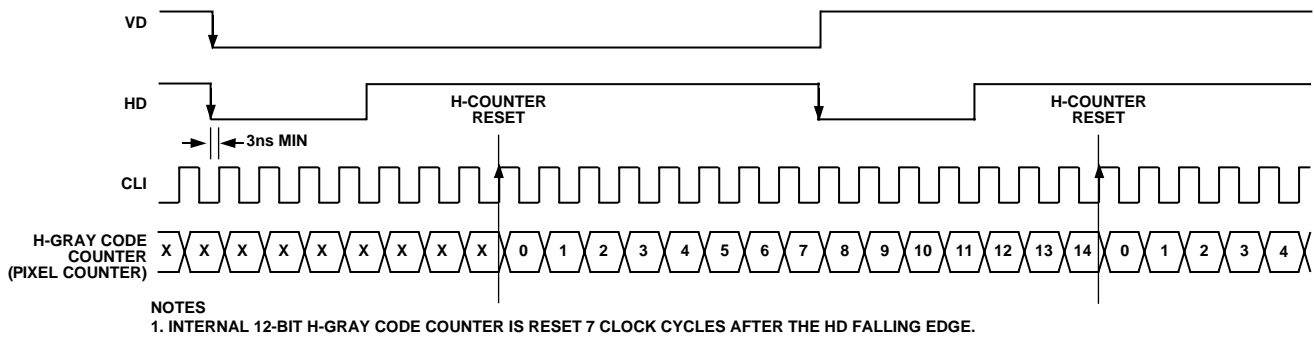 VD
HD
H-COUNTER
RESET
H-COUNTER
RESET
3ns MIN
CLI
H-GRAY CODE
COUNTER
(PIXEL COUNTER)
X X X X X X X X X 0 1 2 3 4 5 6 7 8 9 10 11 12 13 14 0 1 2 3 4
NOTES
1. INTERNAL 12-BIT H-GRAY CODE COUNTER IS RESET 7 CLOCK CYCLES AFTER THE HD FALLING EDGE.